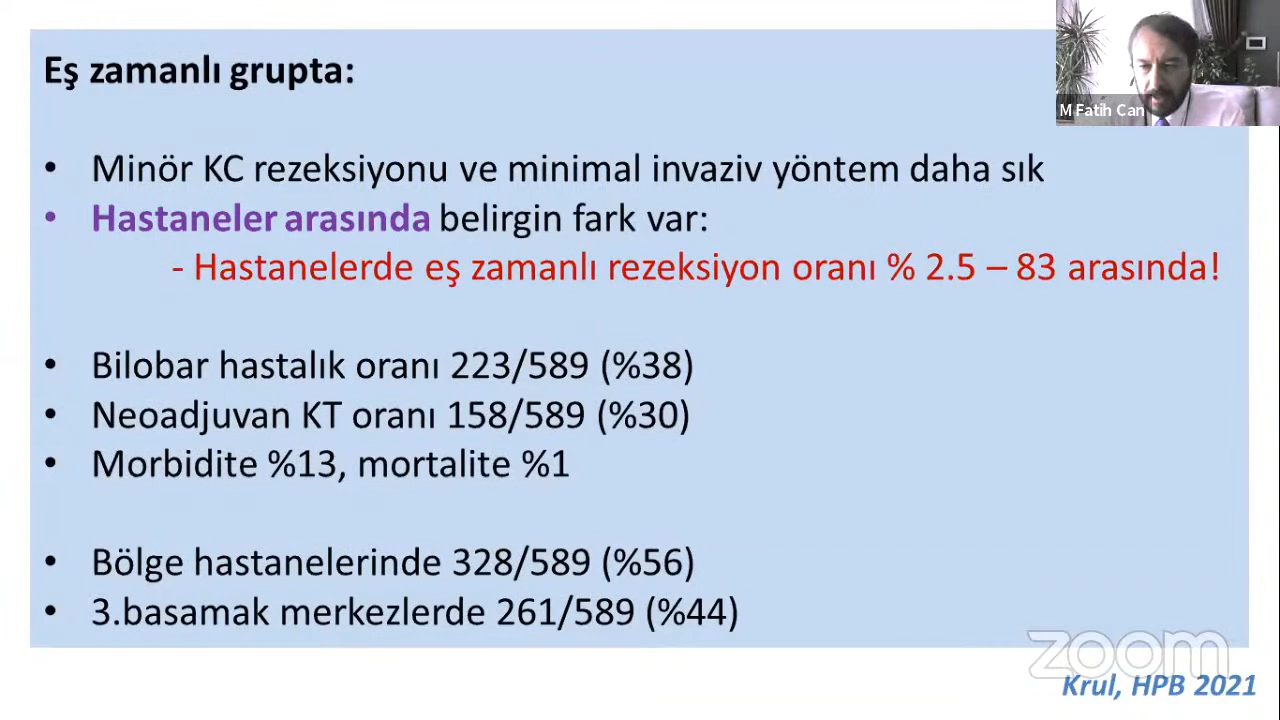 Eş zamanlı grupta:
M Fatih Can
• Minör KC rezeksiyonu ve minimal invaziv yöntem daha sık
• Hastaneler arasında belirgin fark var:
- Hastanelerde eş zamanlı rezeksiyon oranı % 2.5 – 83 arasında!
• Bilobar hastalık oranı 223/589 (%38)
• Neoadjuvan KT oranı 158/589 (%30)
• Morbidite %13, mortalite %1
• Bölge hastanelerinde 328/589 (%56)
• 3.basamak merkezlerde 261/589 (%44)
zoom
Krul, HPB 2021